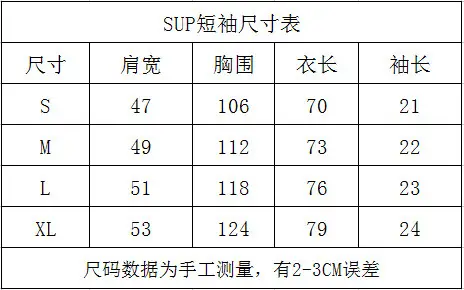 SUP短袖尺寸表
尺寸 肩宽 胸围 衣长 袖长
S 47 106 70 21
M 49 112 73 22
L 51 118 76 23
XL 53 124 79 24
尺码数据为手工测量，有2-3CM误差